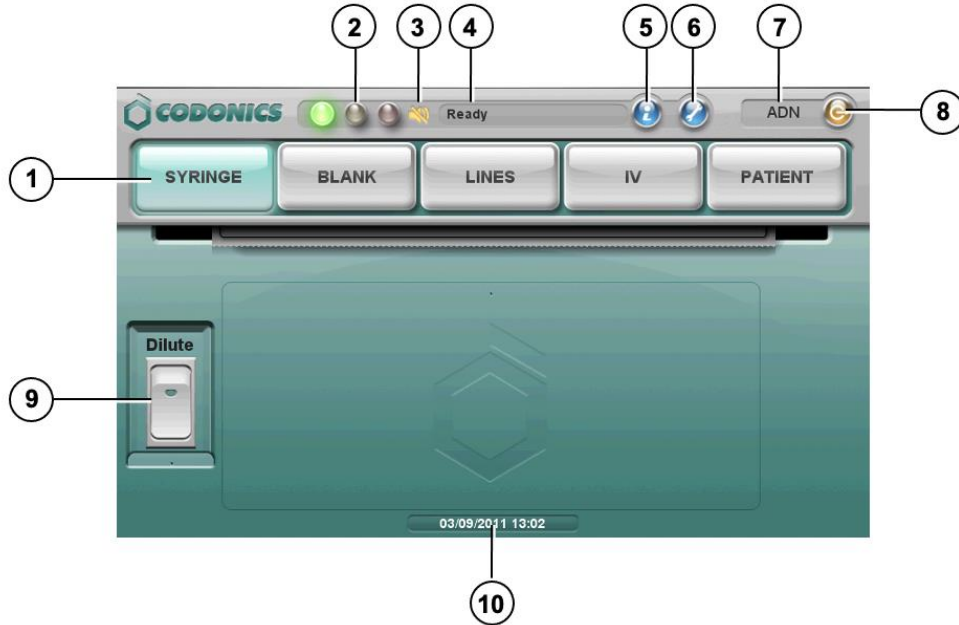 2 3 4 5 6 7
CODONICS Ready ADN 8
1 SYRINGE BLANK LINES IV PATIENT
Dilute
9
03/09/2011 13:02
10